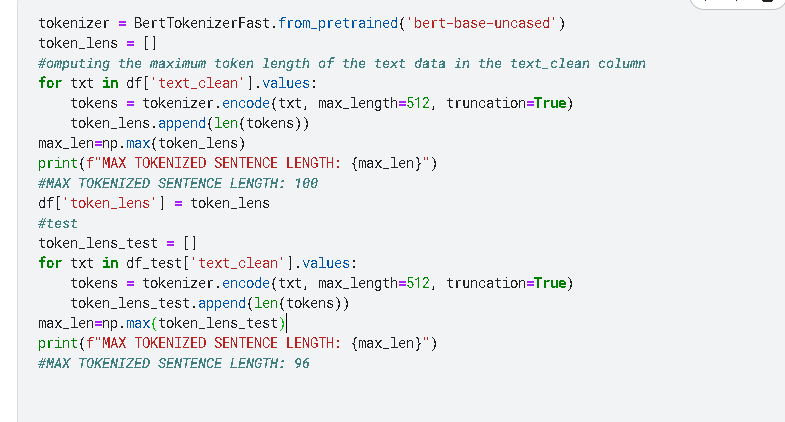 tokenizer = BertTokenizerFast.from_pretrained('bert-base-uncased')
token_lens = []
#omputing the maximum token length of the text data in the text_clean column
for txt in df['text_clean'].values:
    tokens = tokenizer.encode(txt, max_length=512, truncation=True)
    token_lens.append(len(tokens))
max_len=np.max(token_lens)
print(f"MAX TOKENIZED SENTENCE LENGTH: {max_len}")
#MAX TOKENIZED SENTENCE LENGTH: 100
df['token_lens'] = token_lens
#test
token_lens_test = []
for txt in df_test['text_clean'].values:
    tokens = tokenizer.encode(txt, max_length=512, truncation=True)
    token_lens_test.append(len(tokens))
max_len=np.max(token_lens_test)
print(f"MAX TOKENIZED SENTENCE LENGTH: {max_len}")
#MAX TOKENIZED SENTENCE LENGTH: 96